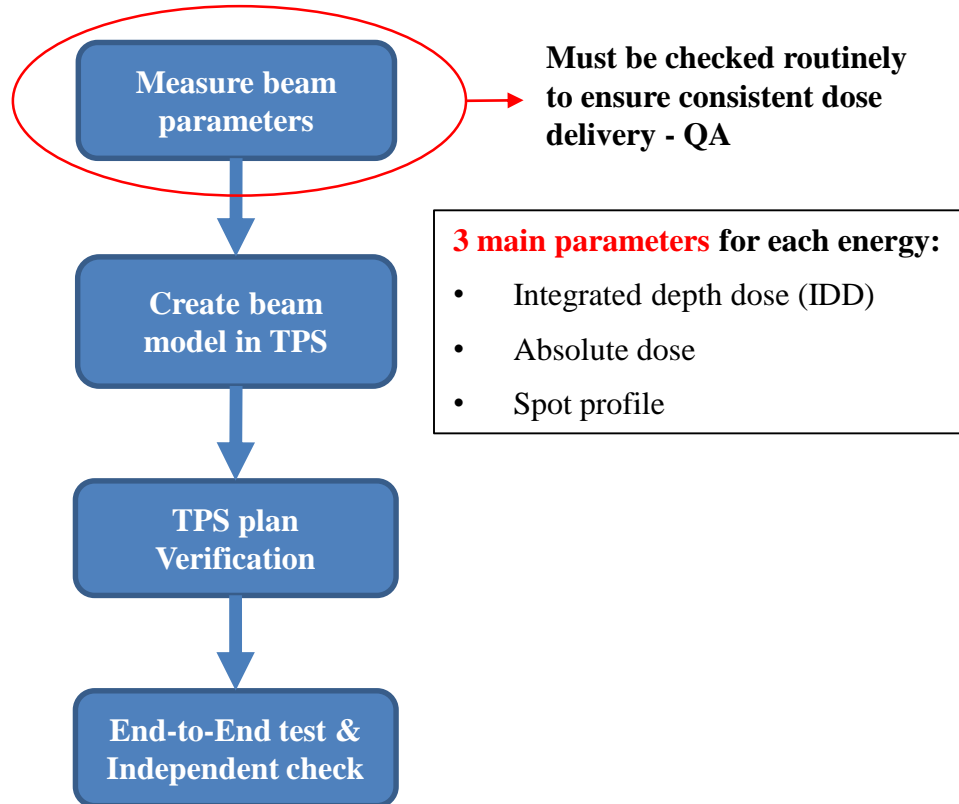 Measure beam
parameters
Must be checked routinely
to ensure consistent dose
delivery - QA
3 main parameters for each energy:
• Integrated depth dose (IDD)
• Absolute dose
• Spot profile
Create beam
model in TPS
TPS plan
Verification
End-to-End test &
Independent check